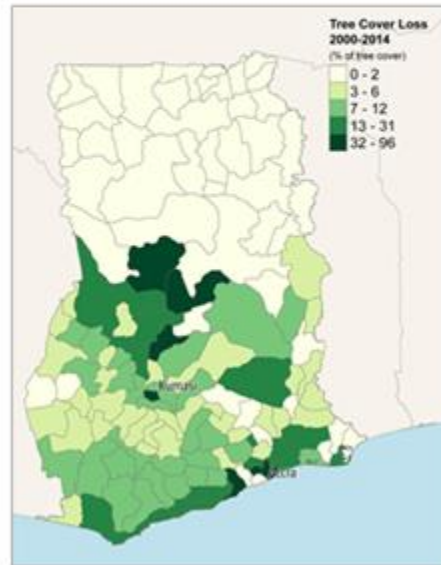 Tree Cover Loss
2000-2014
(% of tree cover)
0 - 2
3 - 6
7 - 12
13 - 31
32 - 96
Kumasi
Accra